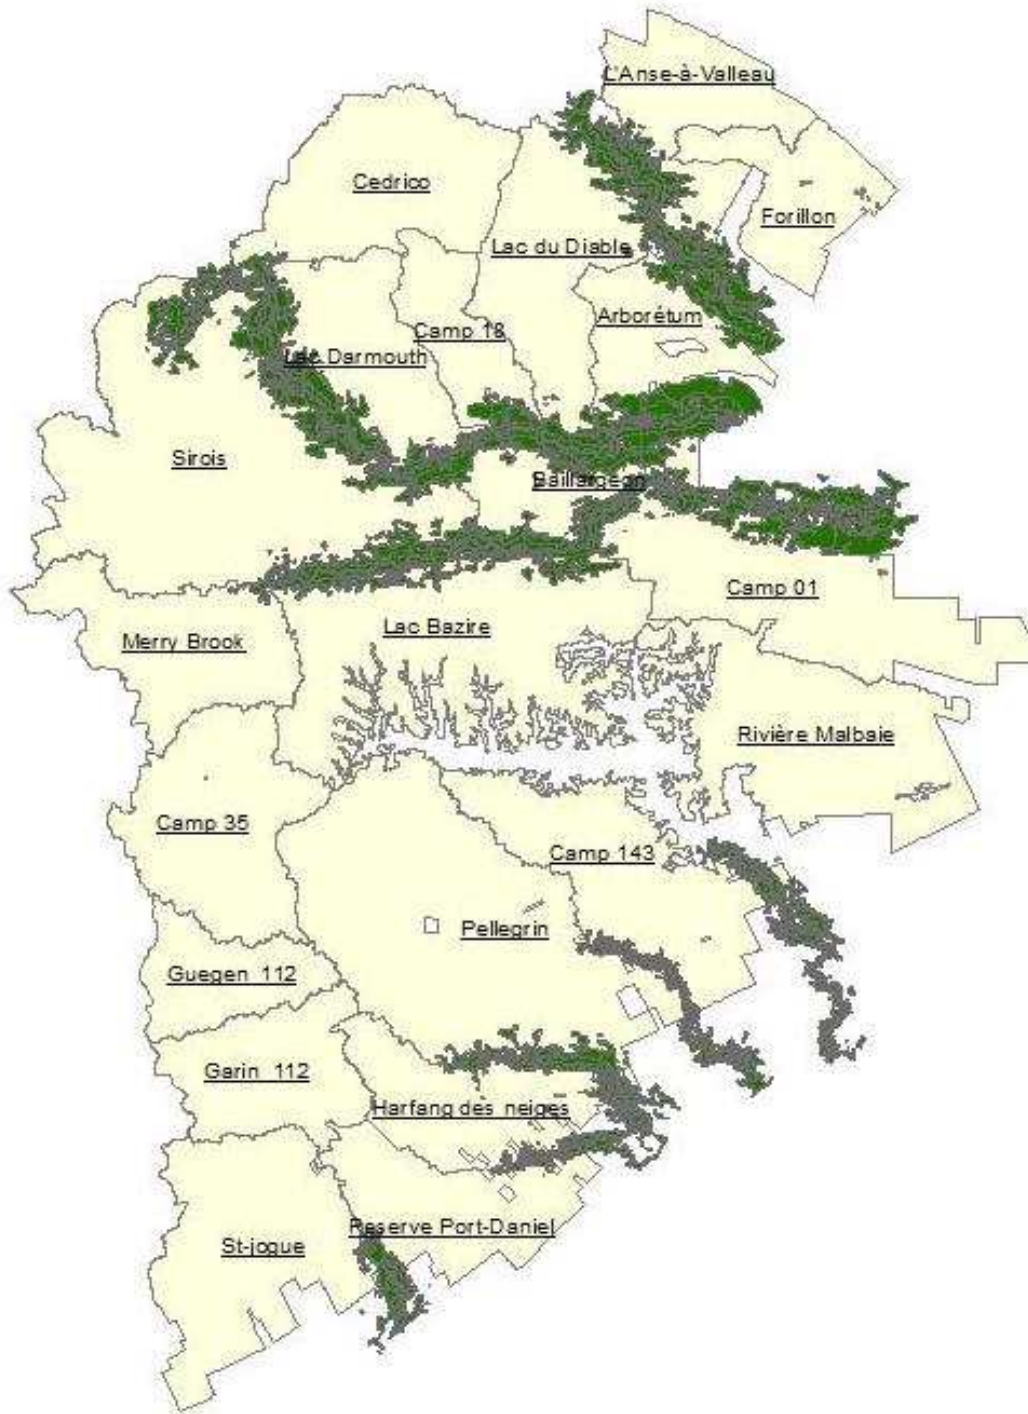 L'Anse-à-Valleau
Cedrico
Forillon
Lac du Diable
Arborétum
Camp 18
Lac Darmouth
Sirois
Baillargeon
Camp 01
Lac Bazire
Merry Brook
Rivière Malbaie
Camp 35
Camp 143
Pellegrin
Guegen 112
Garin 112
Harfang des neiges
Reserve Port-Daniel
St-jogue